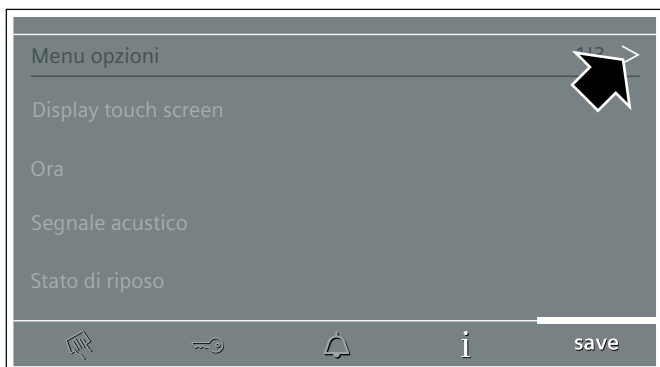 Menu opzioni
Display touch screen
Ora
Segnale acustico
Stato di riposo
i save